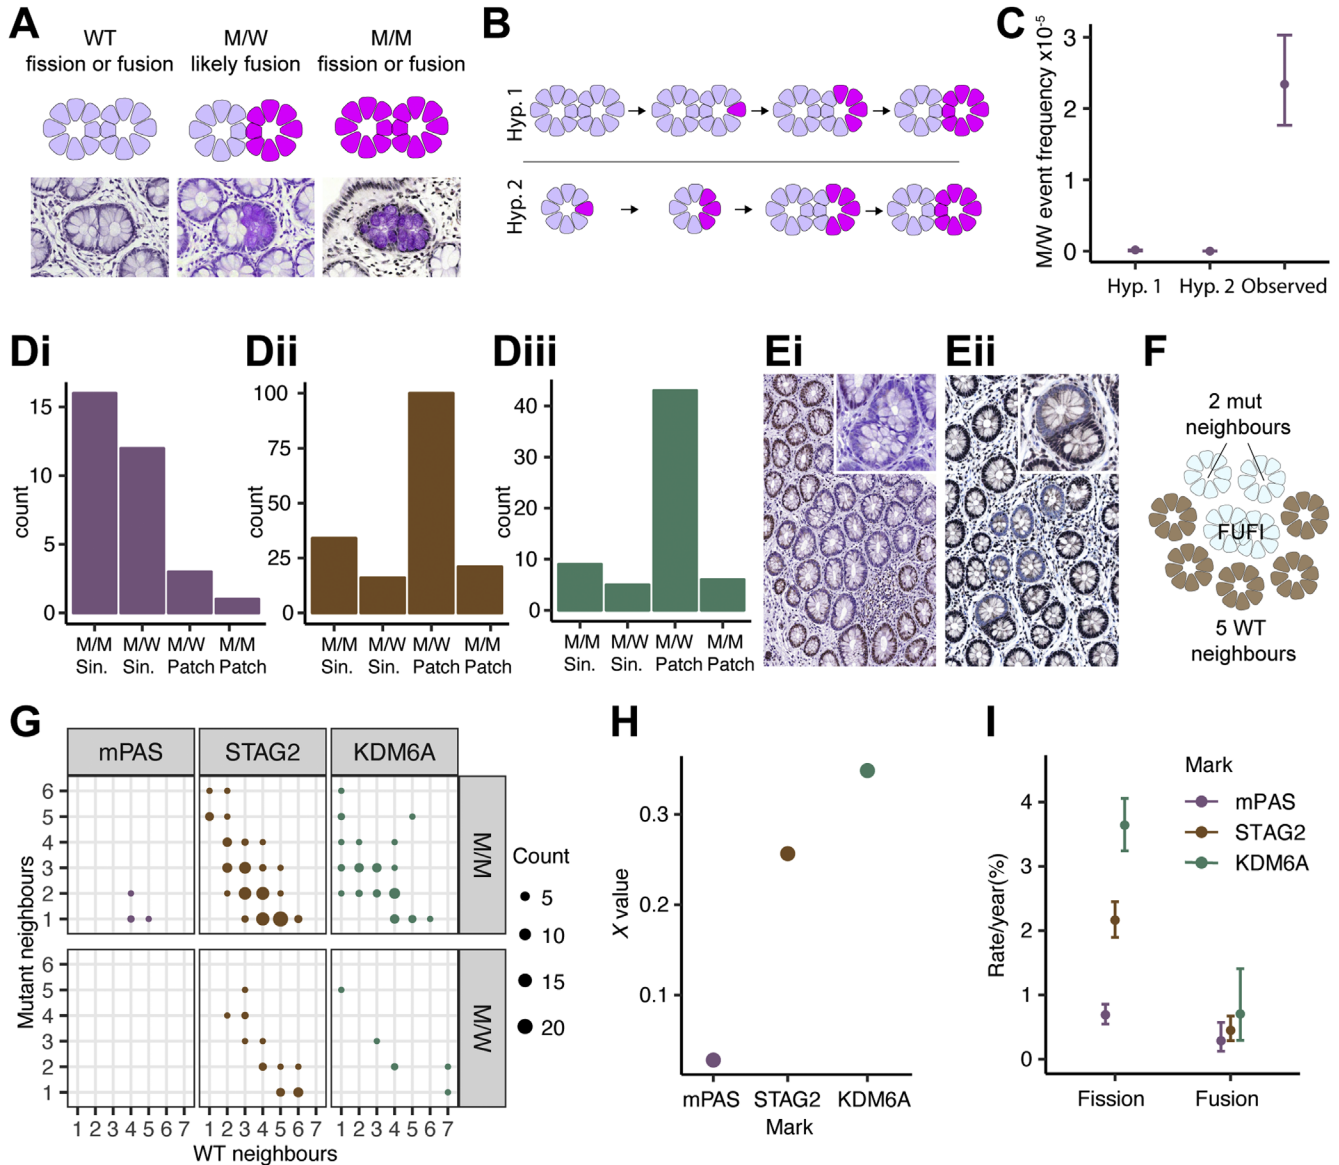 A
WT
fission or fusion
M/W
likely fusion
M/M
fission or fusion
B
Hyp. 1
Hyp. 2
C
M/W event frequency x10-5
3
2
1
0
Hyp. 1
Hyp. 2
Observed
Di
count
15
10
5
0
M/M
Sin.
M/W
Sin.
M/W
Patch
M/M
Patch
Dii
count
100
75
50
25
0
M/M
Sin.
M/W
Sin.
M/W
Patch
M/M
Patch
Diii
count
40
30
20
10
0
M/M
Sin.
M/W
Sin.
M/W
Patch
M/M
Patch
Ei
Eii
F
2 mut
neighbours
FUFI
5 WT
neighbours
G
mPAS
STAG2
KDM6A
Mutant neighbours
6
5
4
3
2
1
M/M
6
5
4
3
2
1
M/W
1 2 3 4 5 6 7
1 2 3 4 5 6 7
1 2 3 4 5 6 7
WT neighbours
Count
5
10
15
20
H
X value
0.3
0.2
0.1
mPAS
STAG2
KDM6A
Mark
I
Rate/year(%)
4
3
2
1
0
Fission
Fusion
Mark
mPAS
STAG2
KDM6A